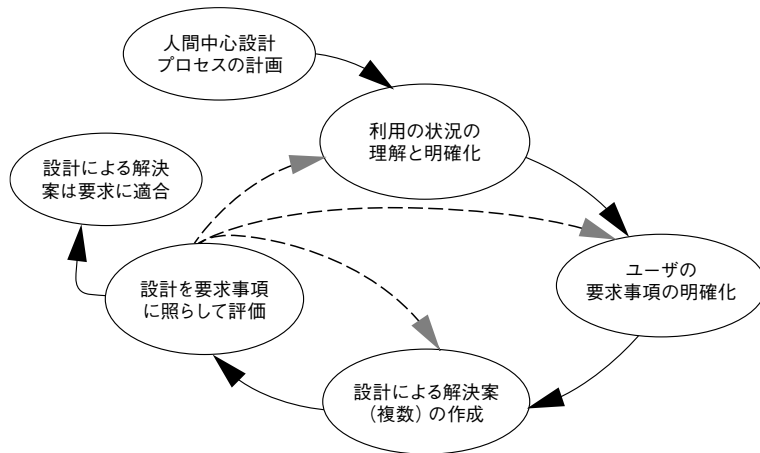 人間中心設計
プロセスの計画
利用の状況の
理解と明確化
設計による解決
案は要求に適合
ユーザの
要求事項の明確化
設計を要求事項
に照らして評価
設計による解決案
（複数）の作成